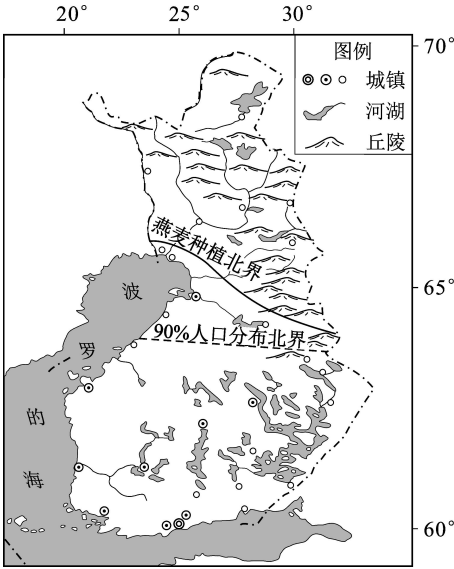 20° 25° 30°
70°
图例
城镇
河湖
丘陵
燕麦种植北界
65°
波
罗
的
海
90%人口分布北界
60°